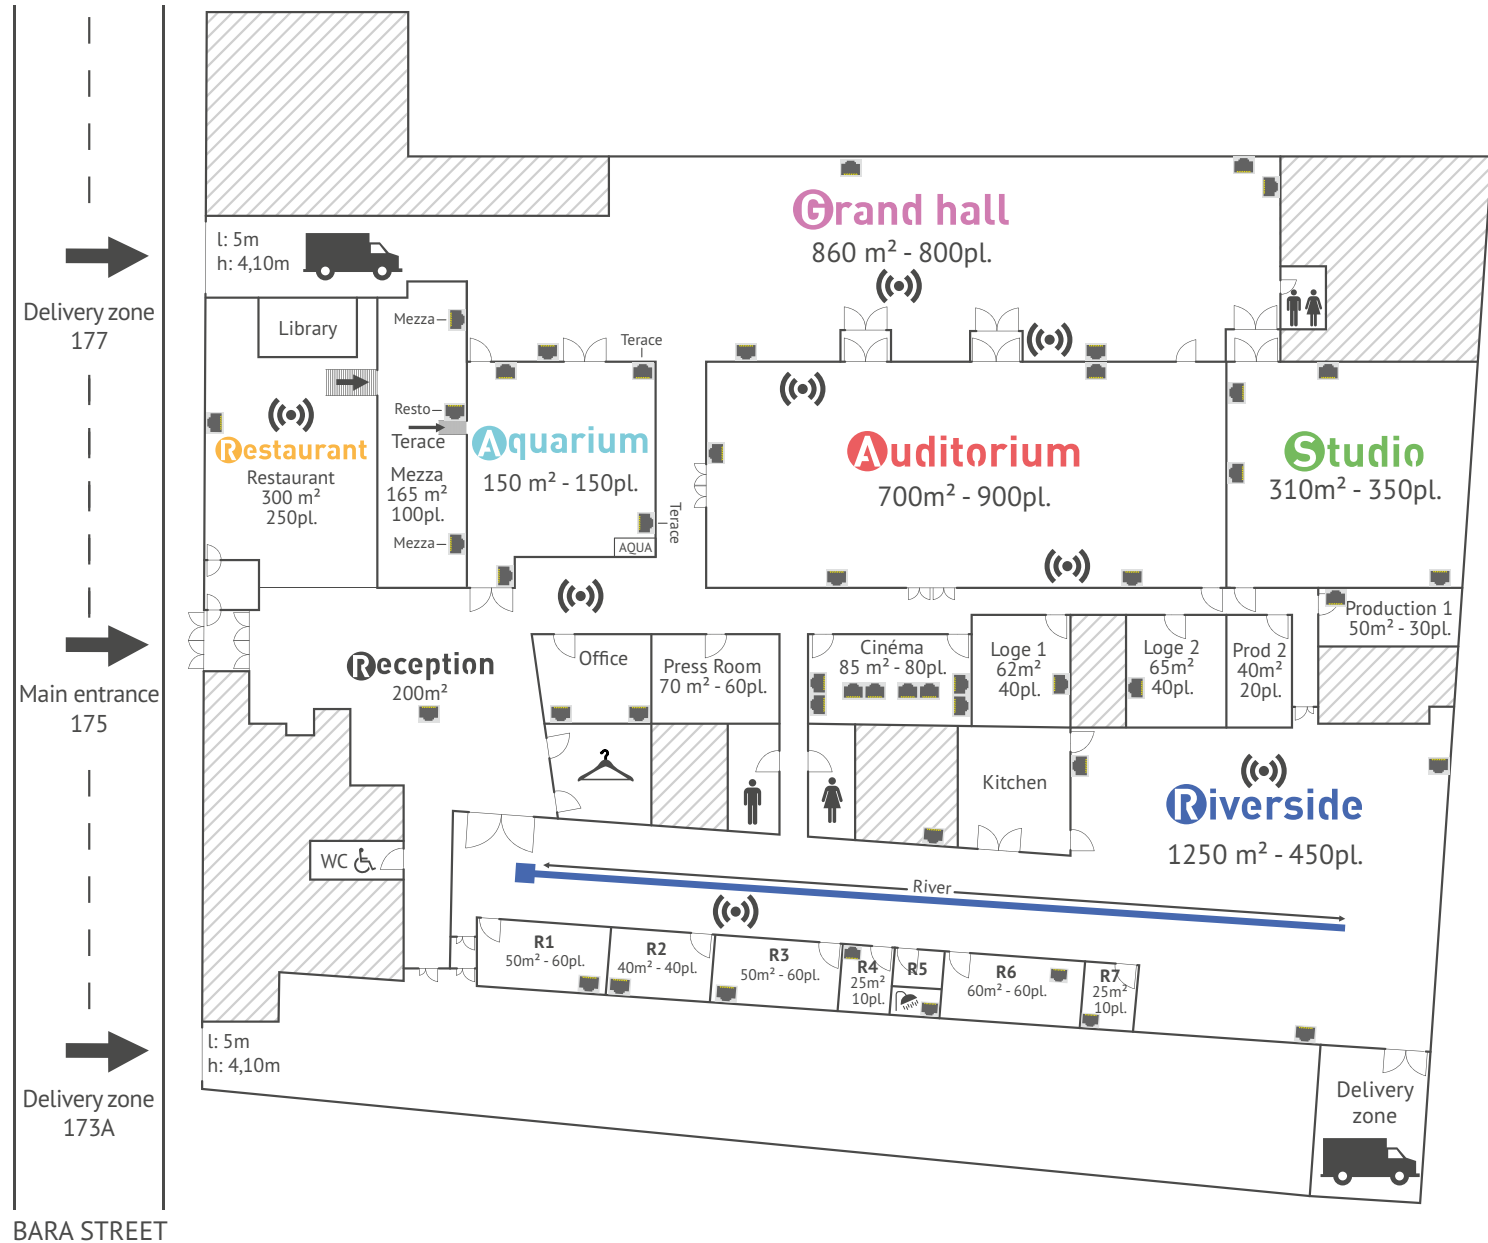 Grand hall
860 m² - 800pl.
l: 5m
h: 4,10m
Delivery zone
177
Library
Mezza
Terace
Resto
Terace
Restaurant
Restaurant
300 m²
250pl.
Mezza
165 m²
100pl.
Mezza
Aquarium
150 m² - 150pl.
Terace
AQUA
Auditorium
700m² - 900pl.
Studio
310m² - 350pl.
Main entrance
175
Reception
200m²
Office
Press Room
70 m² - 60pl.
Cinéma
85 m² - 80pl.
Loge 1
62m²
40pl.
Loge 2
65m²
40pl.
Prod 2
40m²
20pl.
Production 1
50m² - 30pl.
Kitchen
Riverside
1250 m² - 450pl.
WC
River
R1
50m² - 60pl.
R2
40m² - 40pl.
R3
50m² - 60pl.
R4
25m²
10pl.
R5
R6
60m² - 60pl.
R7
25m²
10pl.
l: 5m
h: 4,10m
Delivery zone
173A
Delivery
zone
BARA STREET